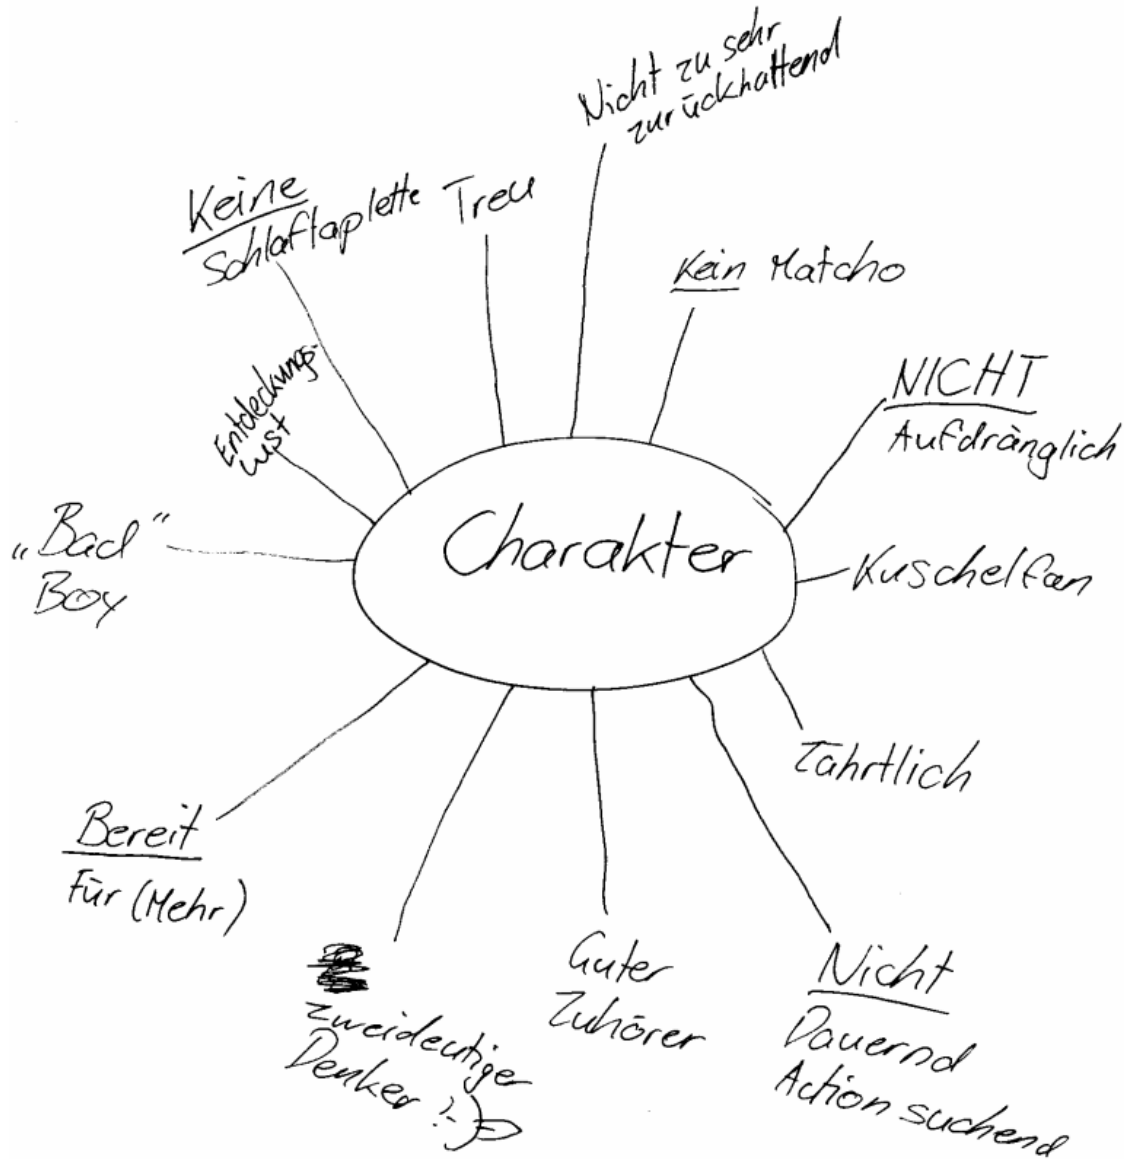 Nicht zu sehr
zurückhaltend
Keine
Schlaftaplette
Treu
Kein Matcho
NICHT
Aufdränglich
Entdeckungs-
lust
Charakter
„Bad“
Boy
Kuschelfan
Zährtlich
Bereit
Für (Mehr)
Zweideutiger
Denker ;-)
Guter
Zuhörer
Nicht
Dauernd
Action suchend